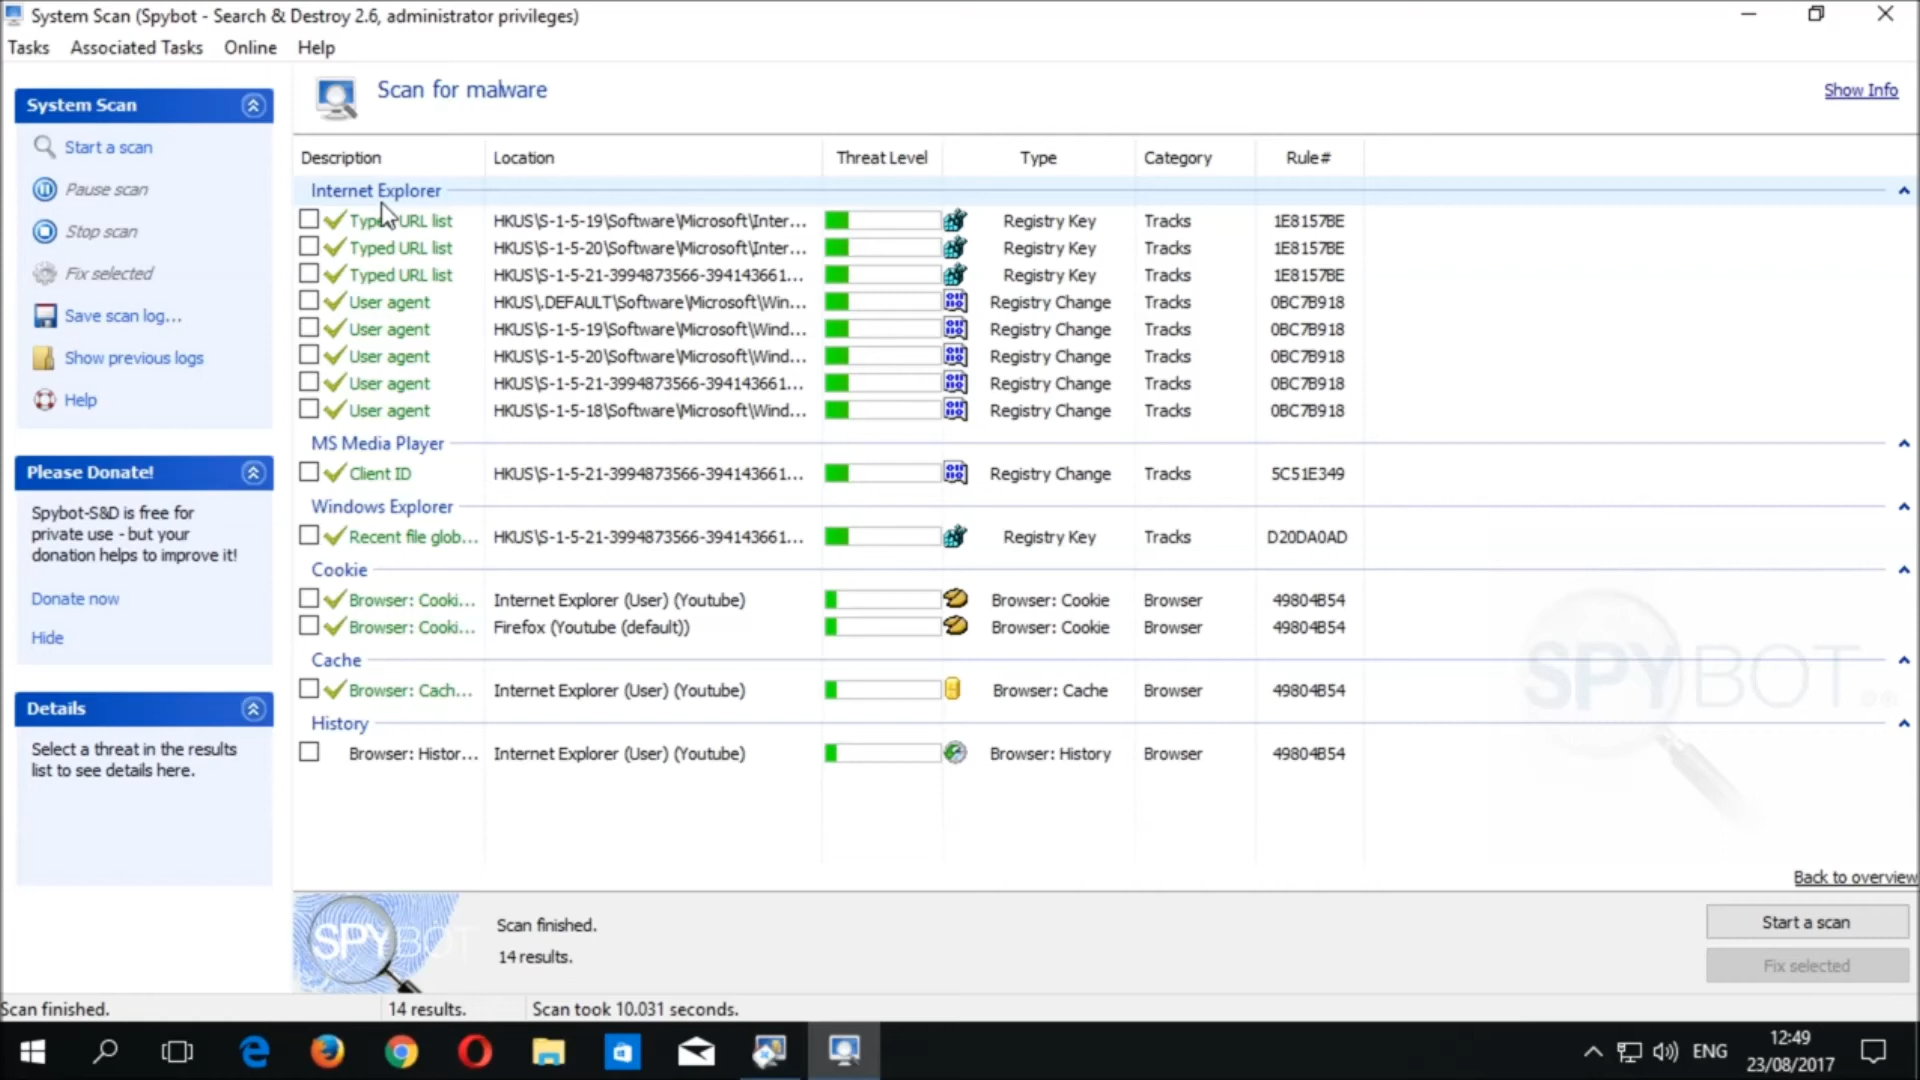 System Scan (Spybot - Search & Destroy 2.6, administrator privileges)
Tasks Associated Tasks Online Help
System Scan
Start a scan
Pause scan
Stop scan
Fix selected
Save scan log...
Show previous logs
Help
Please Donate!
Spybot-S&D is free for
private use - but your
donation helps to improve it!
Donate now
Hide
Details
Select a threat in the results
list to see details here.
Scan for malware
Show Info
Description Location Threat Level Type Category Rule#
Internet Explorer
Typed URL list HKUS\S-1-5-19\Software\Microsoft\Inter... Registry Key Tracks 1E8157BE
Typed URL list HKUS\S-1-5-20\Software\Microsoft\Inter... Registry Key Tracks 1E8157BE
Typed URL list HKUS\S-1-5-21-3994873566-394143661... Registry Key Tracks 1E8157BE
User agent HKUS\.DEFAULT\Software\Microsoft\Win... Registry Change Tracks 0BC7B918
User agent HKUS\S-1-5-19\Software\Microsoft\Wind... Registry Change Tracks 0BC7B918
User agent HKUS\S-1-5-20\Software\Microsoft\Wind... Registry Change Tracks 0BC7B918
User agent HKUS\S-1-5-21-3994873566-394143661... Registry Change Tracks 0BC7B918
User agent HKUS\S-1-5-18\Software\Microsoft\Wind... Registry Change Tracks 0BC7B918
MS Media Player
Client ID HKUS\S-1-5-21-3994873566-394143661... Registry Change Tracks 5C51E349
Windows Explorer
Recent file glob... HKUS\S-1-5-21-3994873566-394143661... Registry Key Tracks D20DA0AD
Cookie
Browser: Cooki... Internet Explorer (User) (Youtube) Browser: Cookie Browser 49804B54
Browser: Cooki... Firefox (Youtube (default)) Browser: Cookie Browser 49804B54
Cache
Browser: Cach... Internet Explorer (User) (Youtube) Browser: Cache Browser 49804B54
History
Browser: Histor... Internet Explorer (User) (Youtube) Browser: History Browser 49804B54
SPYBOT
Back to overview
SPYBOT
Scan finished.
14 results.
Start a scan
Fix selected
Scan finished. 14 results. Scan took 10.031 seconds.
ENG
12:49
23/08/2017